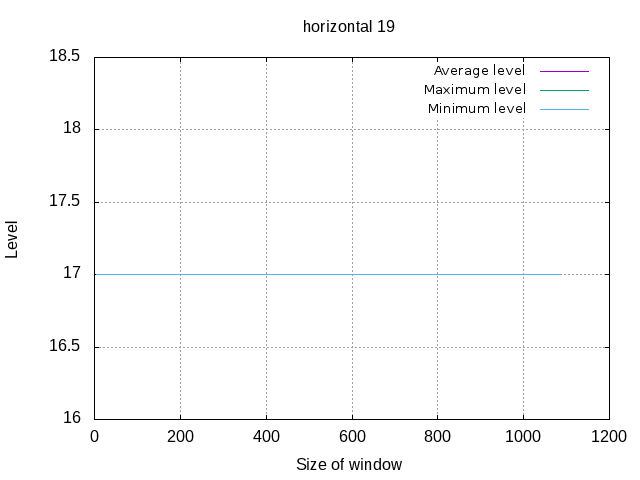 horizontal 19
18.5
18
17.5
17
16.5
16
Level
Average level
Maximum level
Minimum level
0 200 400 600 800 1000 1200
Size of window